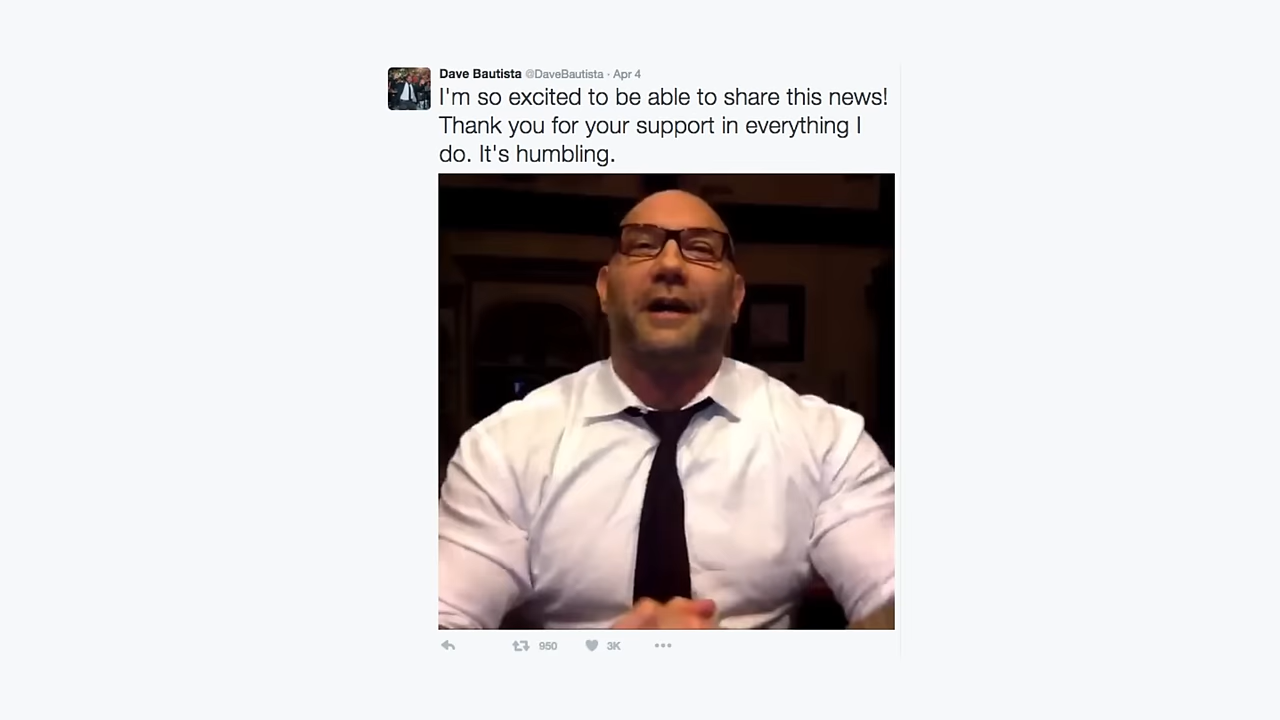 Dave Bautista @DaveBautista · Apr 4
I'm so excited to be able to share this news!
Thank you for your support in everything I
do. It's humbling.
950 3K